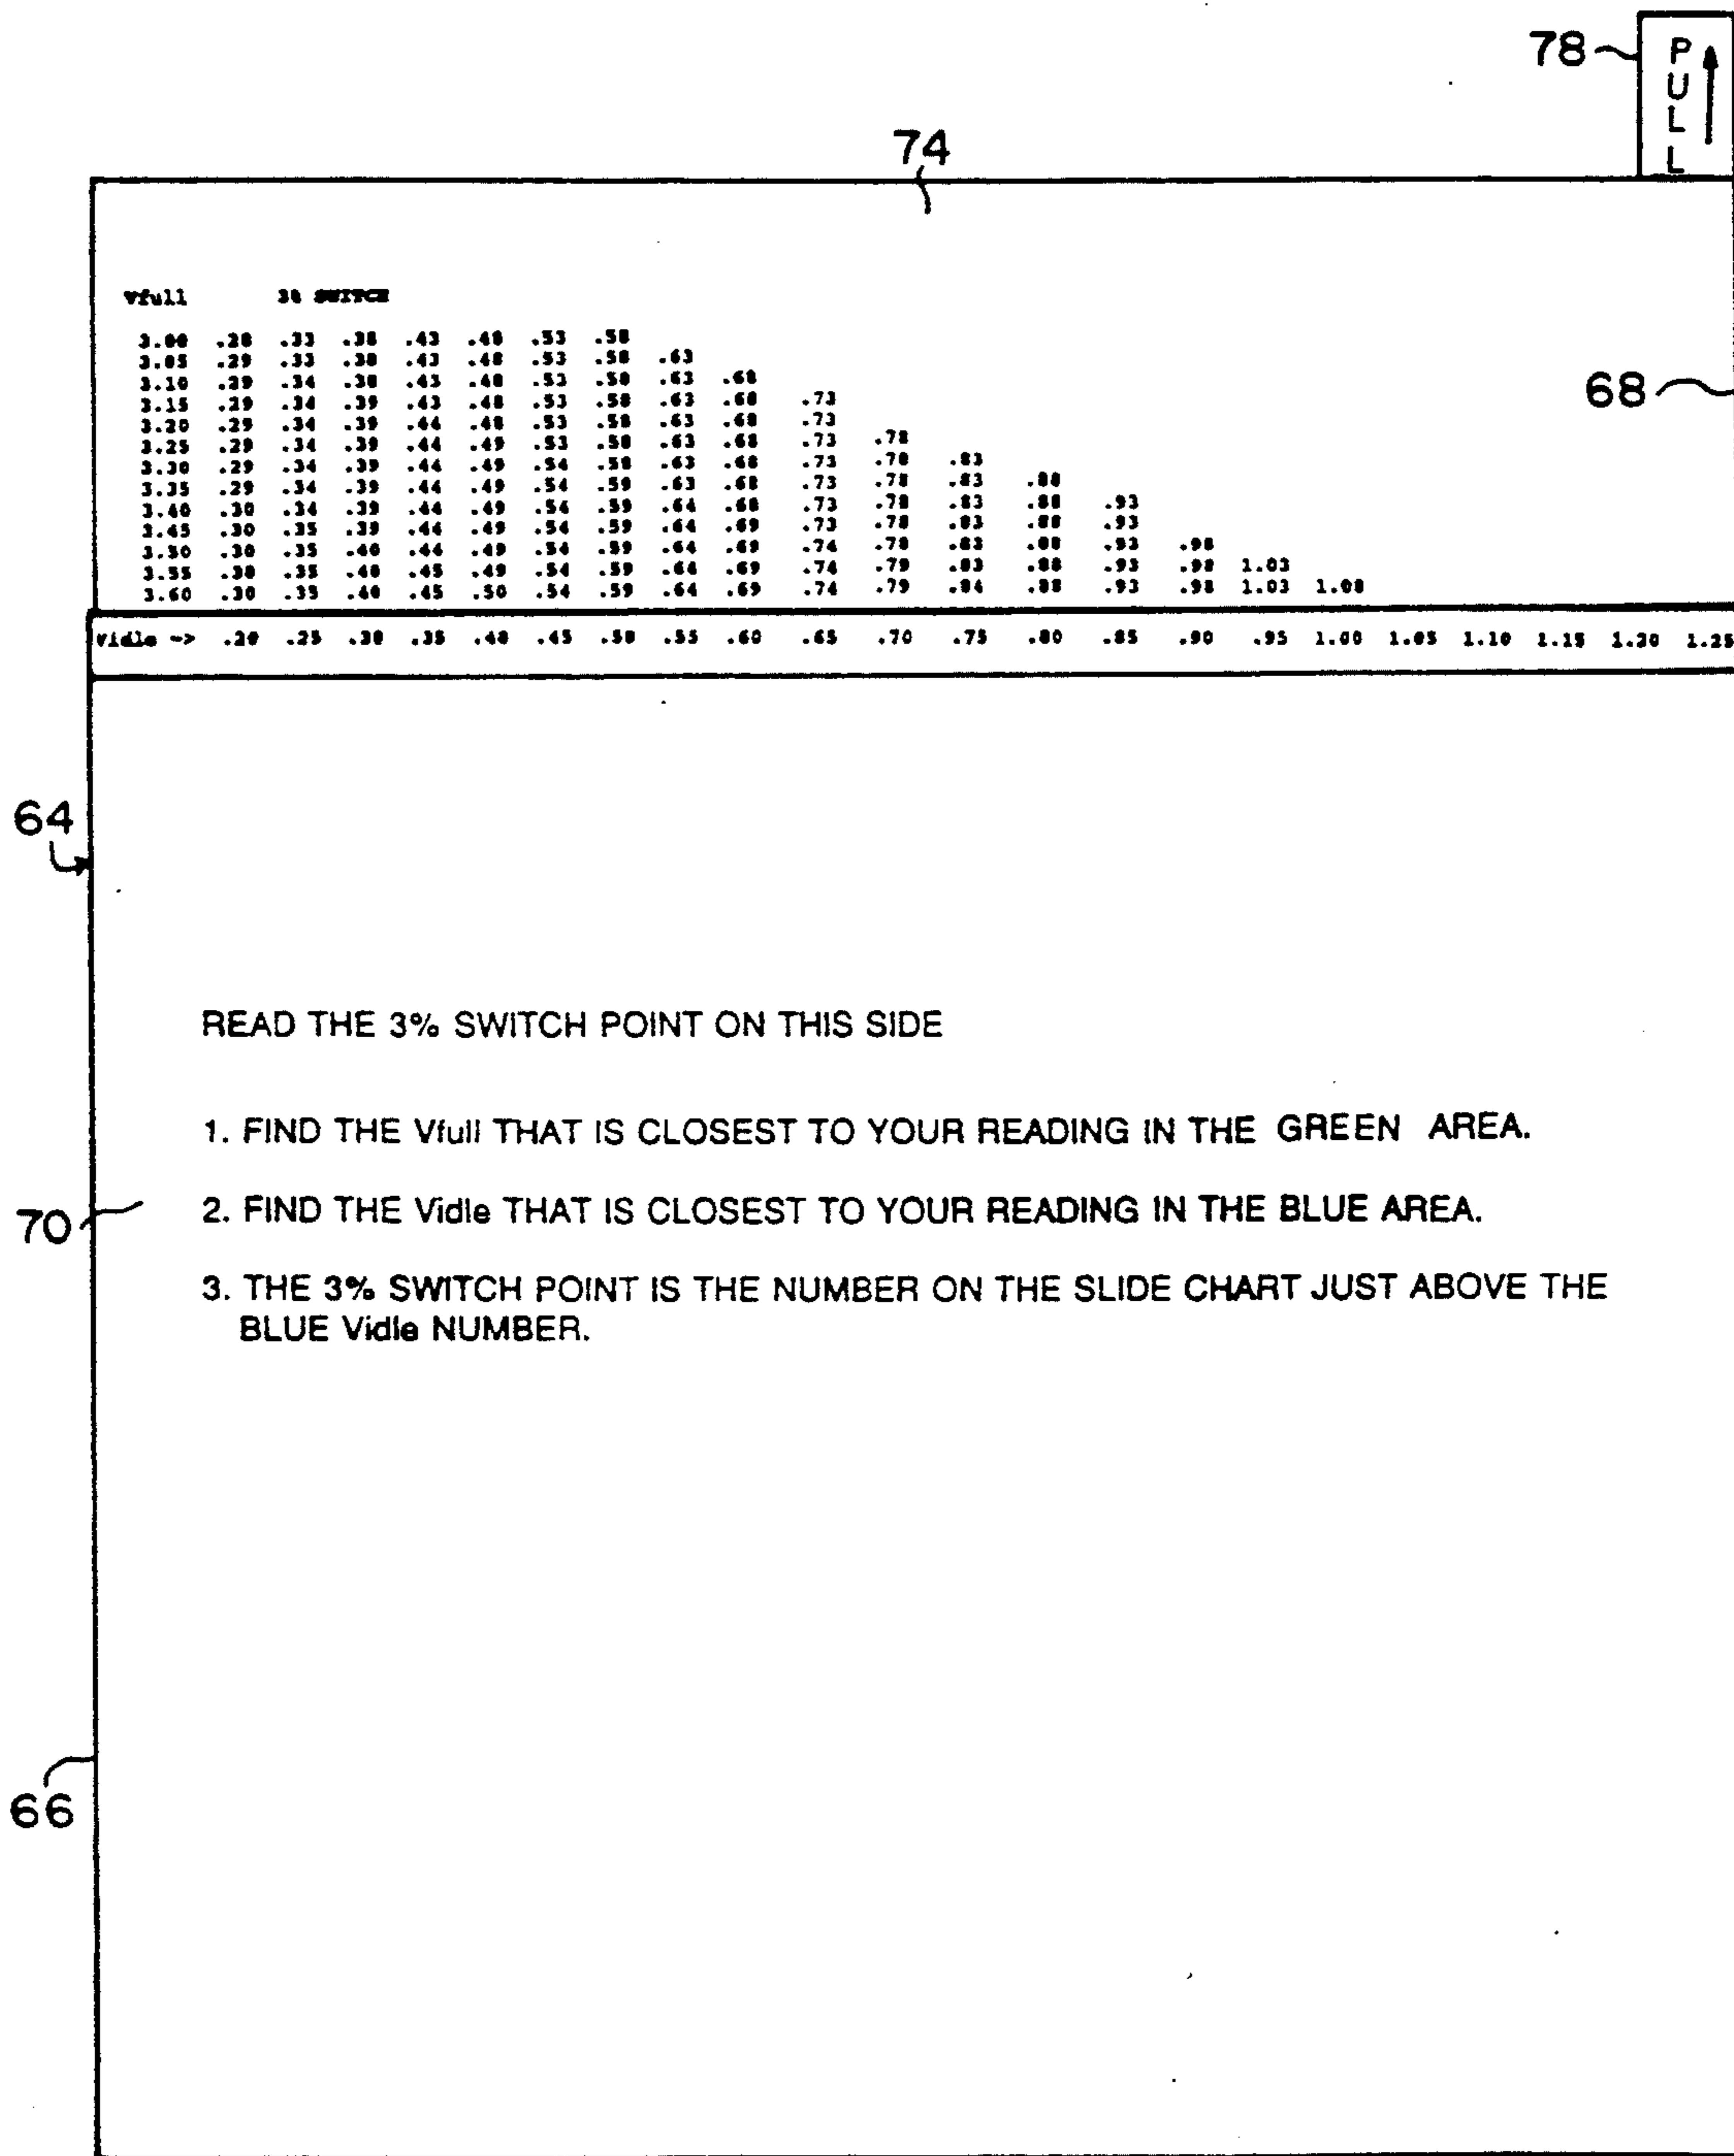 78
PULL
74
Vfull 3% SWITCH
68
3.00 .28 .33 .38 .43 .48 .53 .58
3.05 .29 .33 .38 .43 .48 .53 .58 .63
3.10 .29 .34 .38 .43 .48 .53 .58 .63 .68
3.15 .29 .34 .39 .43 .48 .53 .58 .63 .68 .73
3.20 .29 .34 .39 .44 .48 .53 .58 .63 .68 .73
3.25 .29 .34 .39 .44 .49 .53 .58 .63 .68 .73 .78
3.30 .29 .34 .39 .44 .49 .54 .58 .63 .68 .73 .78 .83
3.35 .29 .34 .39 .44 .49 .54 .59 .63 .68 .73 .78 .83 .88
3.40 .30 .34 .39 .44 .49 .54 .59 .64 .68 .73 .78 .83 .88 .93
3.45 .30 .35 .39 .44 .49 .54 .59 .64 .69 .73 .78 .83 .88 .93
3.50 .30 .35 .40 .44 .49 .54 .59 .64 .69 .74 .78 .83 .88 .93 .98
3.55 .30 .35 .40 .45 .49 .54 .59 .64 .69 .74 .79 .83 .88 .93 .98 1.03
3.60 .30 .35 .40 .45 .50 .54 .59 .64 .69 .74 .79 .84 .88 .93 .98 1.03 1.08
Vidle -> .20 .25 .30 .35 .40 .45 .50 .55 .60 .65 .70 .75 .80 .85 .90 .95 1.00 1.05 1.10 1.15 1.20 1.25
64
READ THE 3% SWITCH POINT ON THIS SIDE
1. FIND THE Vfull THAT IS CLOSEST TO YOUR READING IN THE GREEN AREA.
70
2. FIND THE Vidle THAT IS CLOSEST TO YOUR READING IN THE BLUE AREA.
3. THE 3% SWITCH POINT IS THE NUMBER ON THE SLIDE CHART JUST ABOVE THE
BLUE Vidle NUMBER.
66